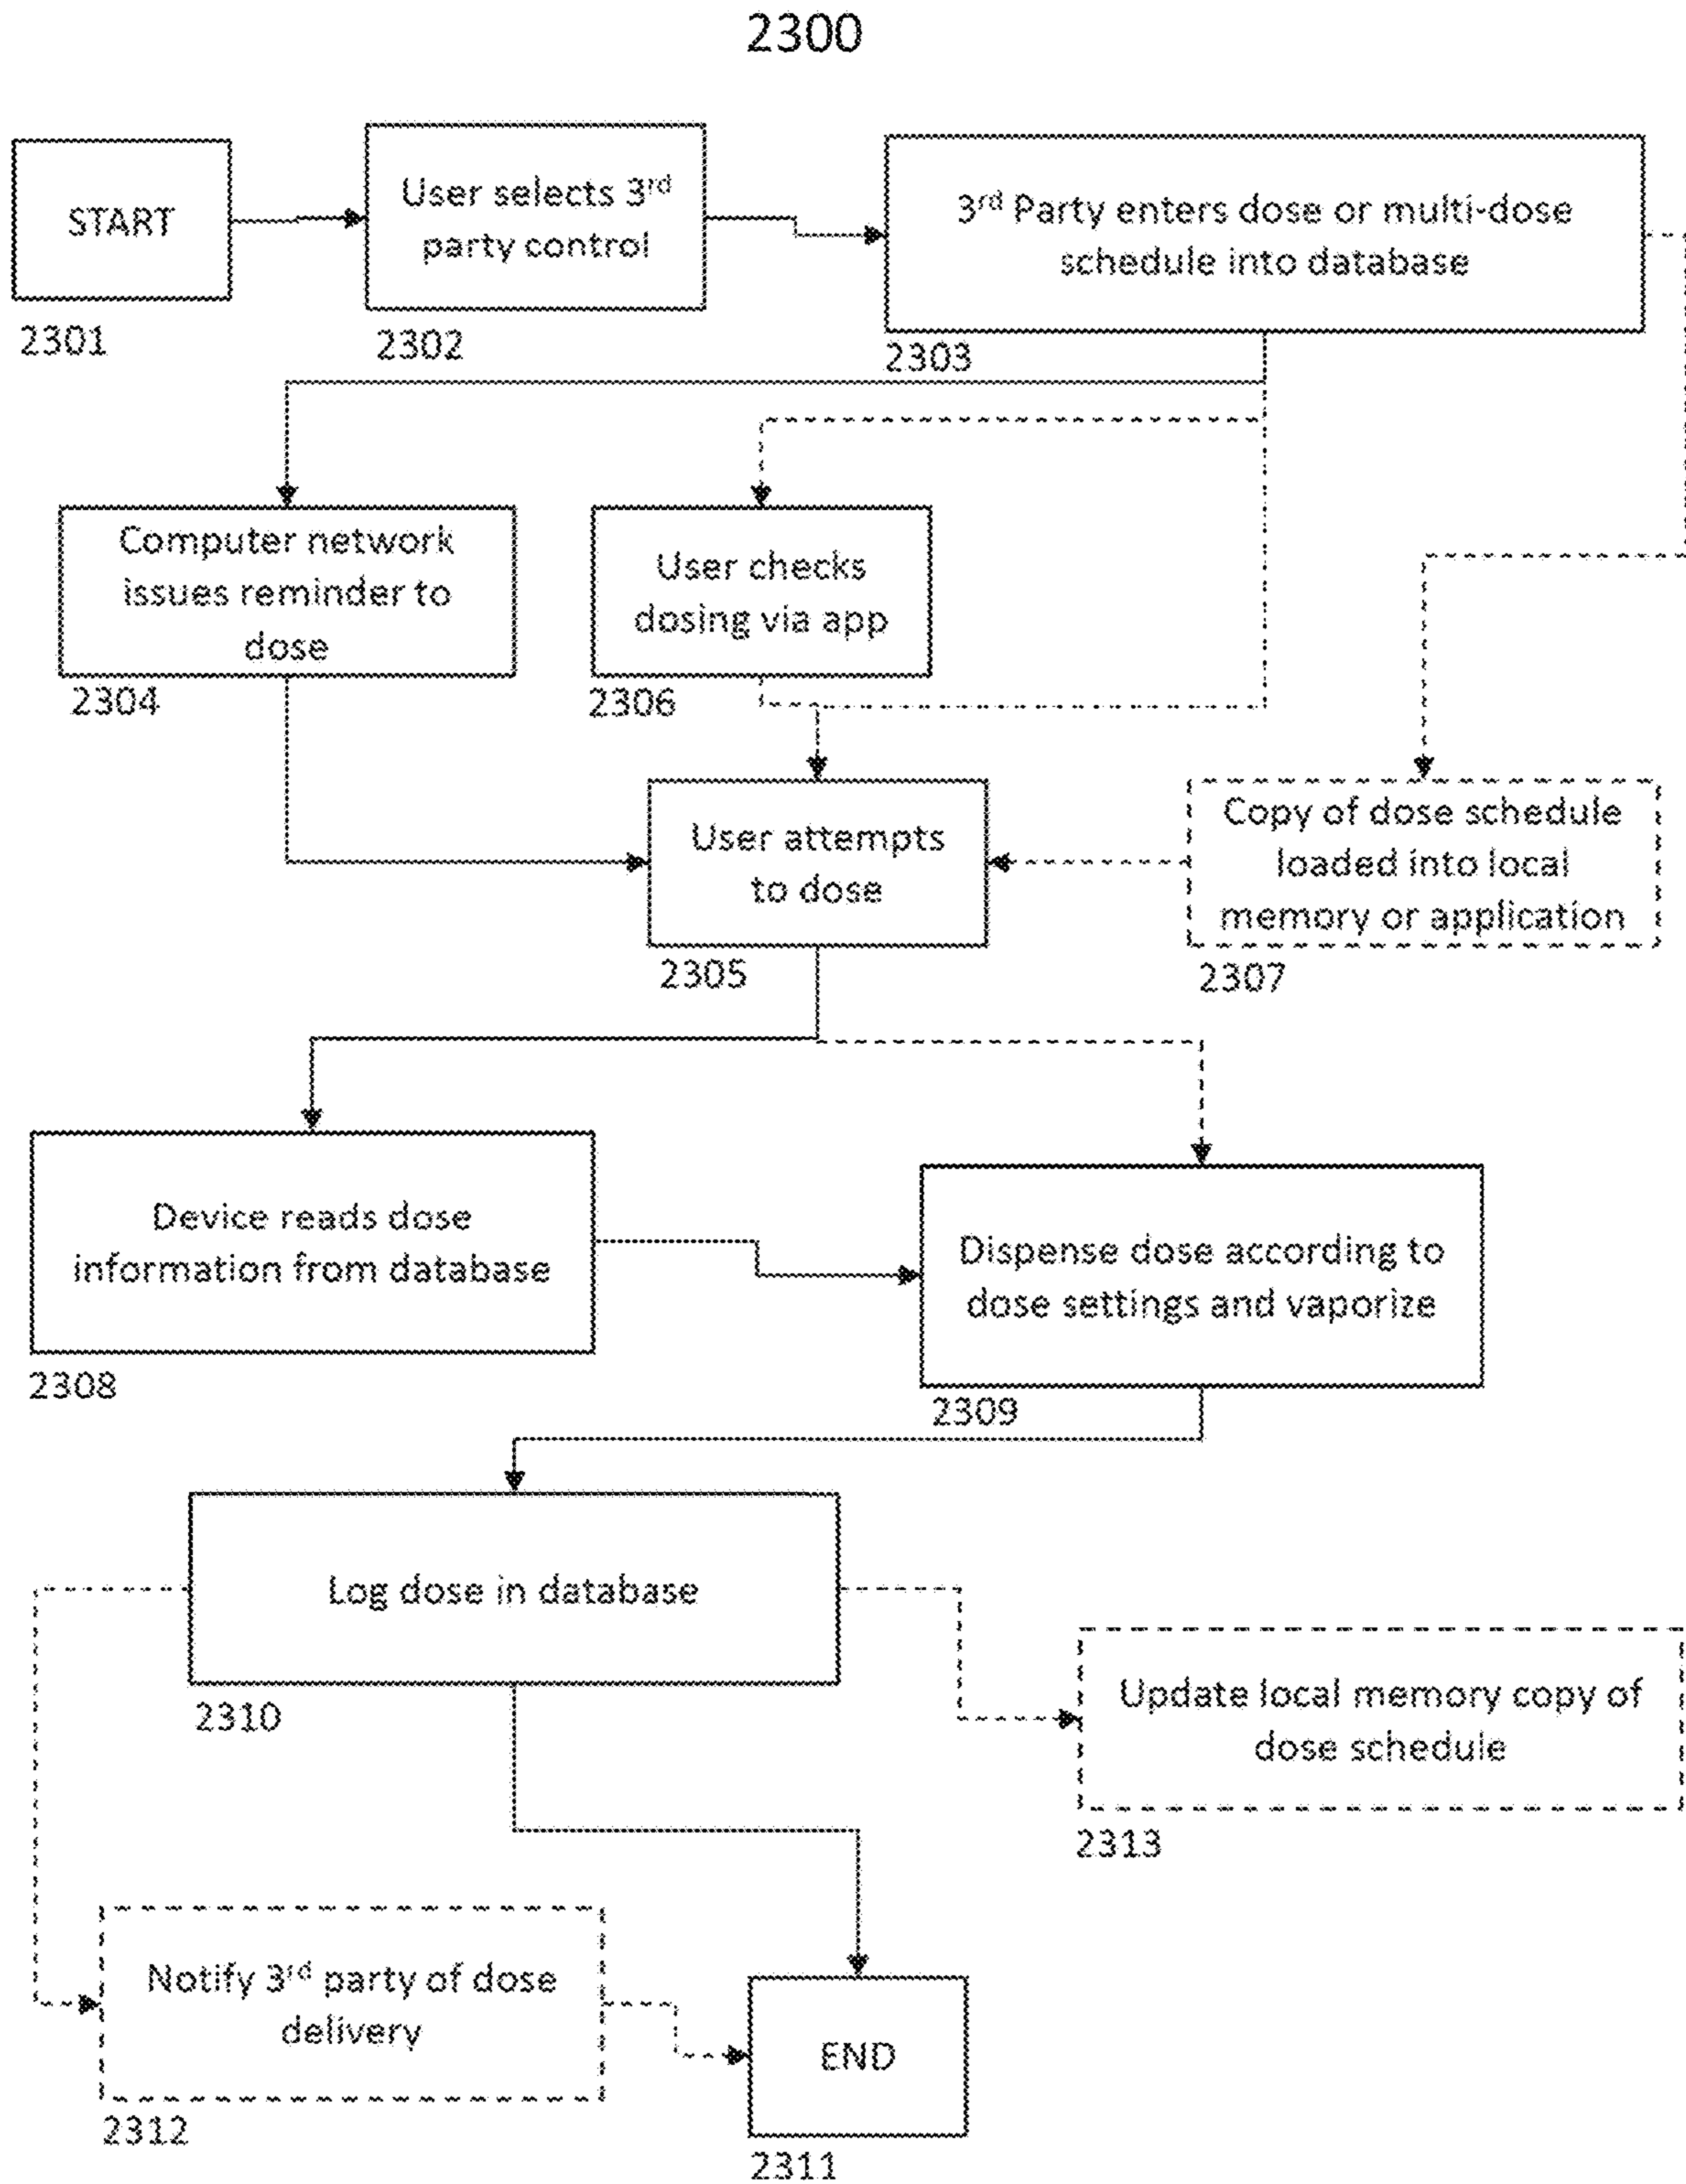 2300
START
2301
User selects 3rd
party control
2302
3rd Party enters dose or multi-dose
schedule into database
2303
Computer network
issues reminder to
dose
2304
User checks
dosing via app
2306
User attempts
to dose
2305
Copy of dose schedule
loaded into local
memory or application
2307
Device reads dose
information from database
2308
Dispense dose according to
dose settings and vaporize
2309
Log dose in database
2310
Update local memory copy of
dose schedule
2313
Notify 3rd party of dose
delivery
2312
END
2311